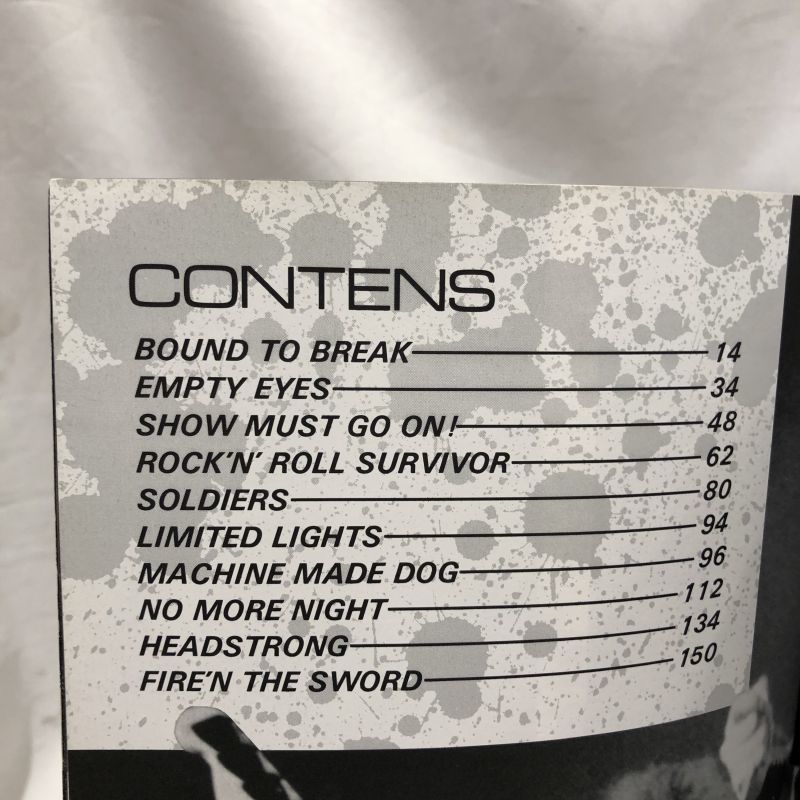 CONTENS
BOUND TO BREAK 14
EMPTY EYES 34
SHOW MUST GO ON! 48
ROCK'N' ROLL SURVIVOR 62
SOLDIERS 80
LIMITED LIGHTS 94
MACHINE MADE DOG 96
NO MORE NIGHT 112
HEADSTRONG 134
FIRE'N THE SWORD 150